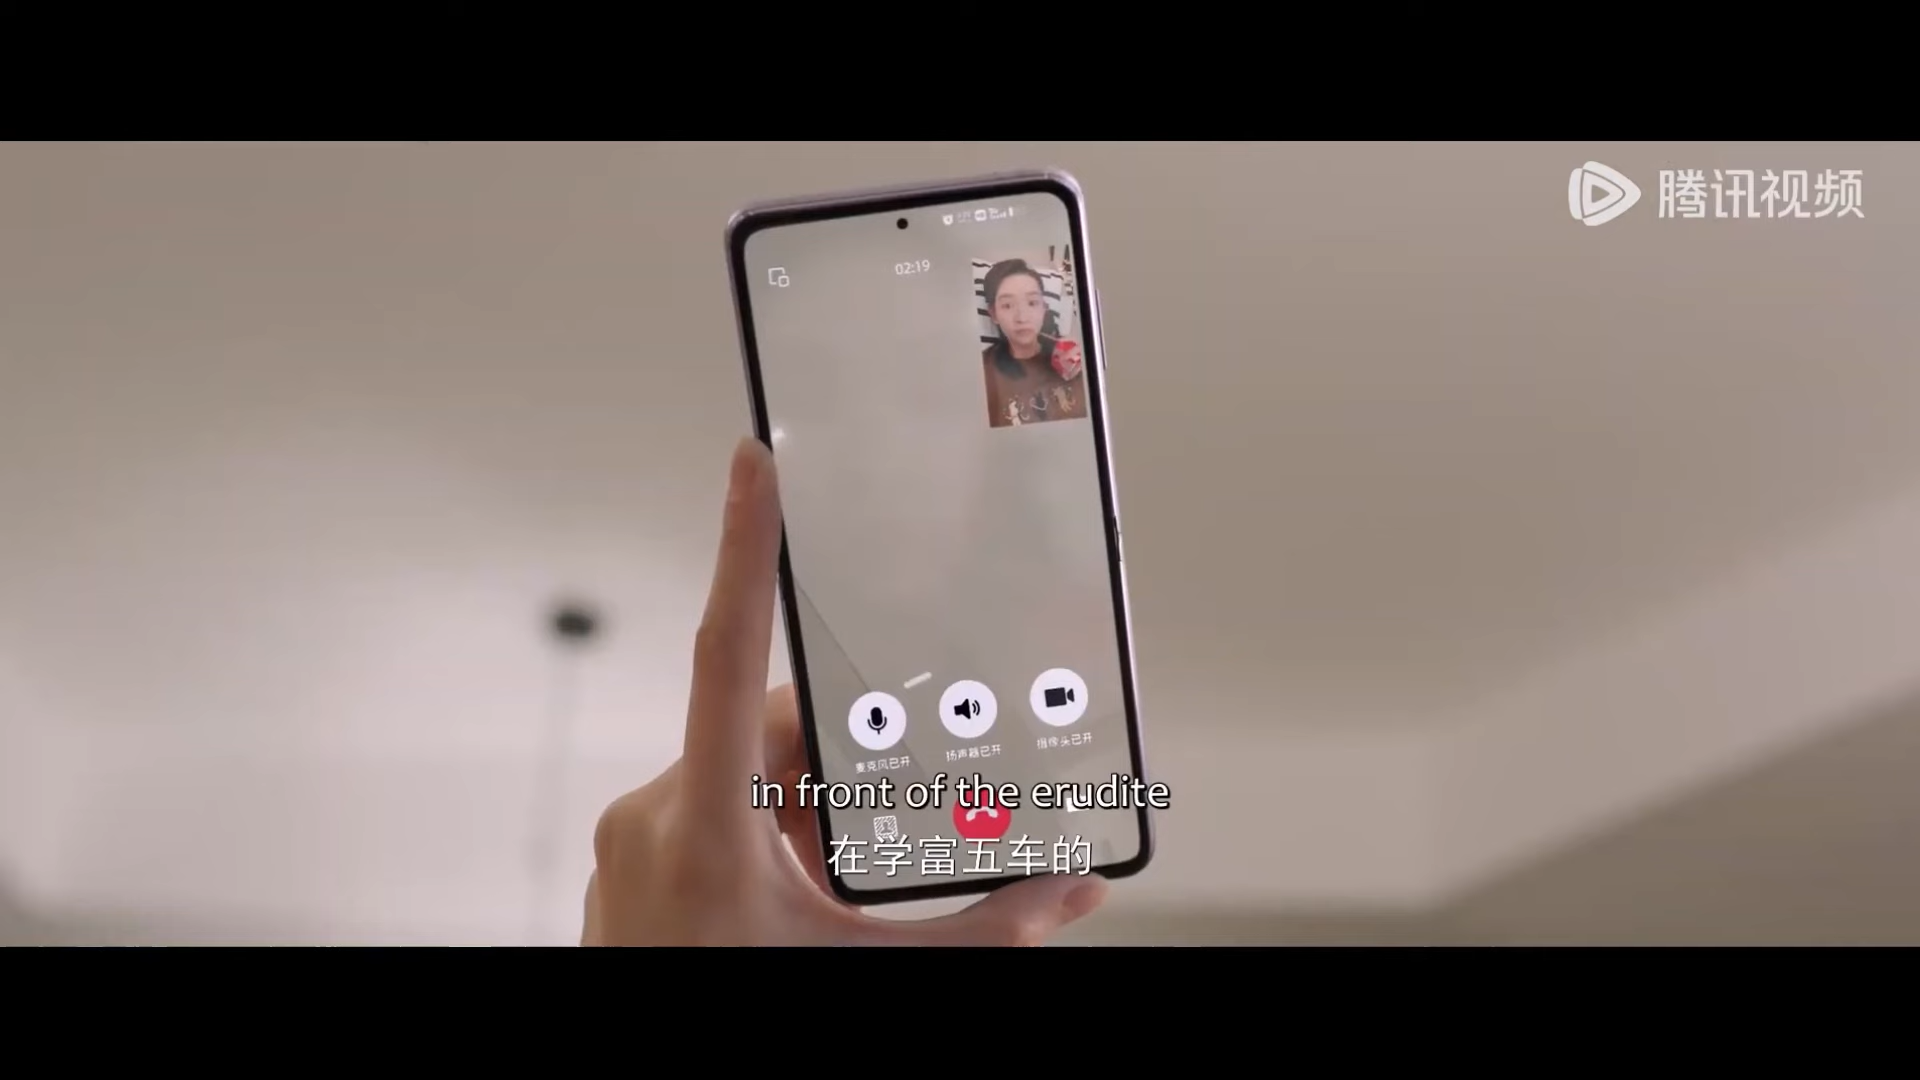 腾讯视频
02:19
麦克风已开
扬声器已开
摄像头已开
in front of the erudite
在学富五车的